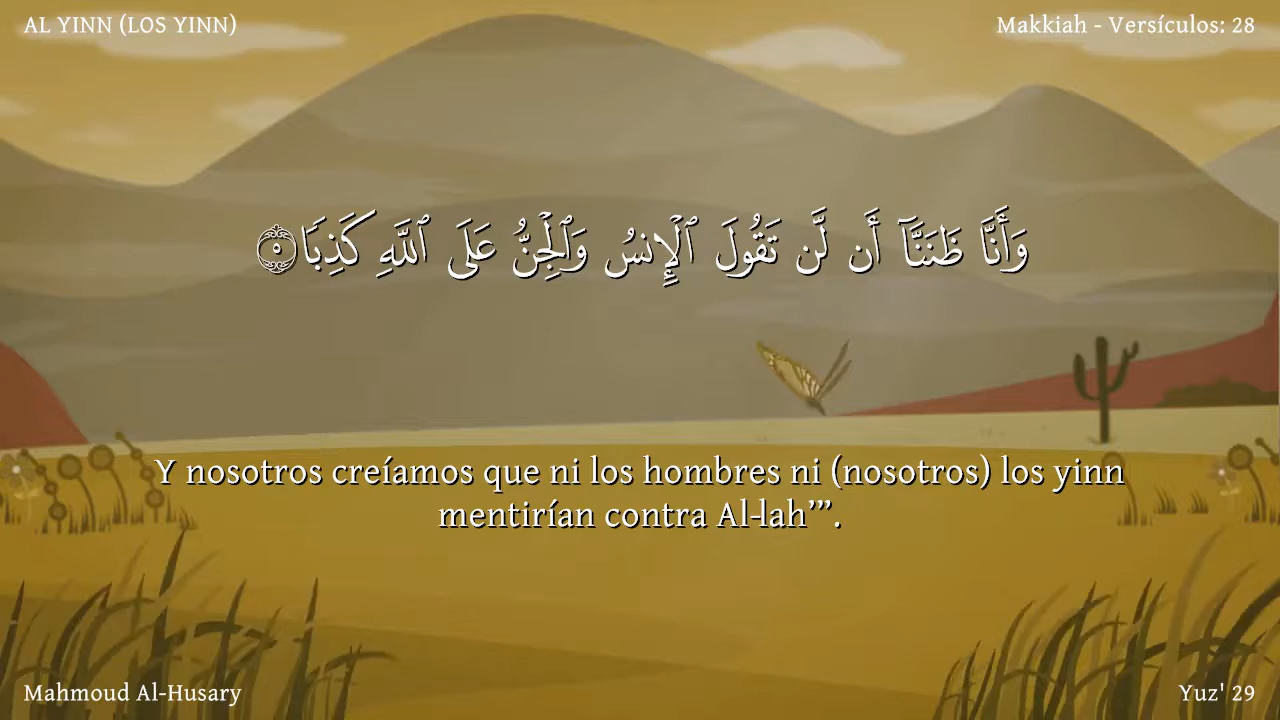 AL YINN (LOS YINN)
Makkiah - Versículos: 28
وَأَنَّا ظَنَنَّآ أَن لَّن تَقُولَ ٱلْإِنسُ وَٱلْجِنُّ عَلَى ٱللَّهِ كَذِبًا ۝٥
Y nosotros creíamos que ni los hombres ni (nosotros) los yinn
mentirían contra Al-lah’”.
Mahmoud Al-Husary
Yuz' 29